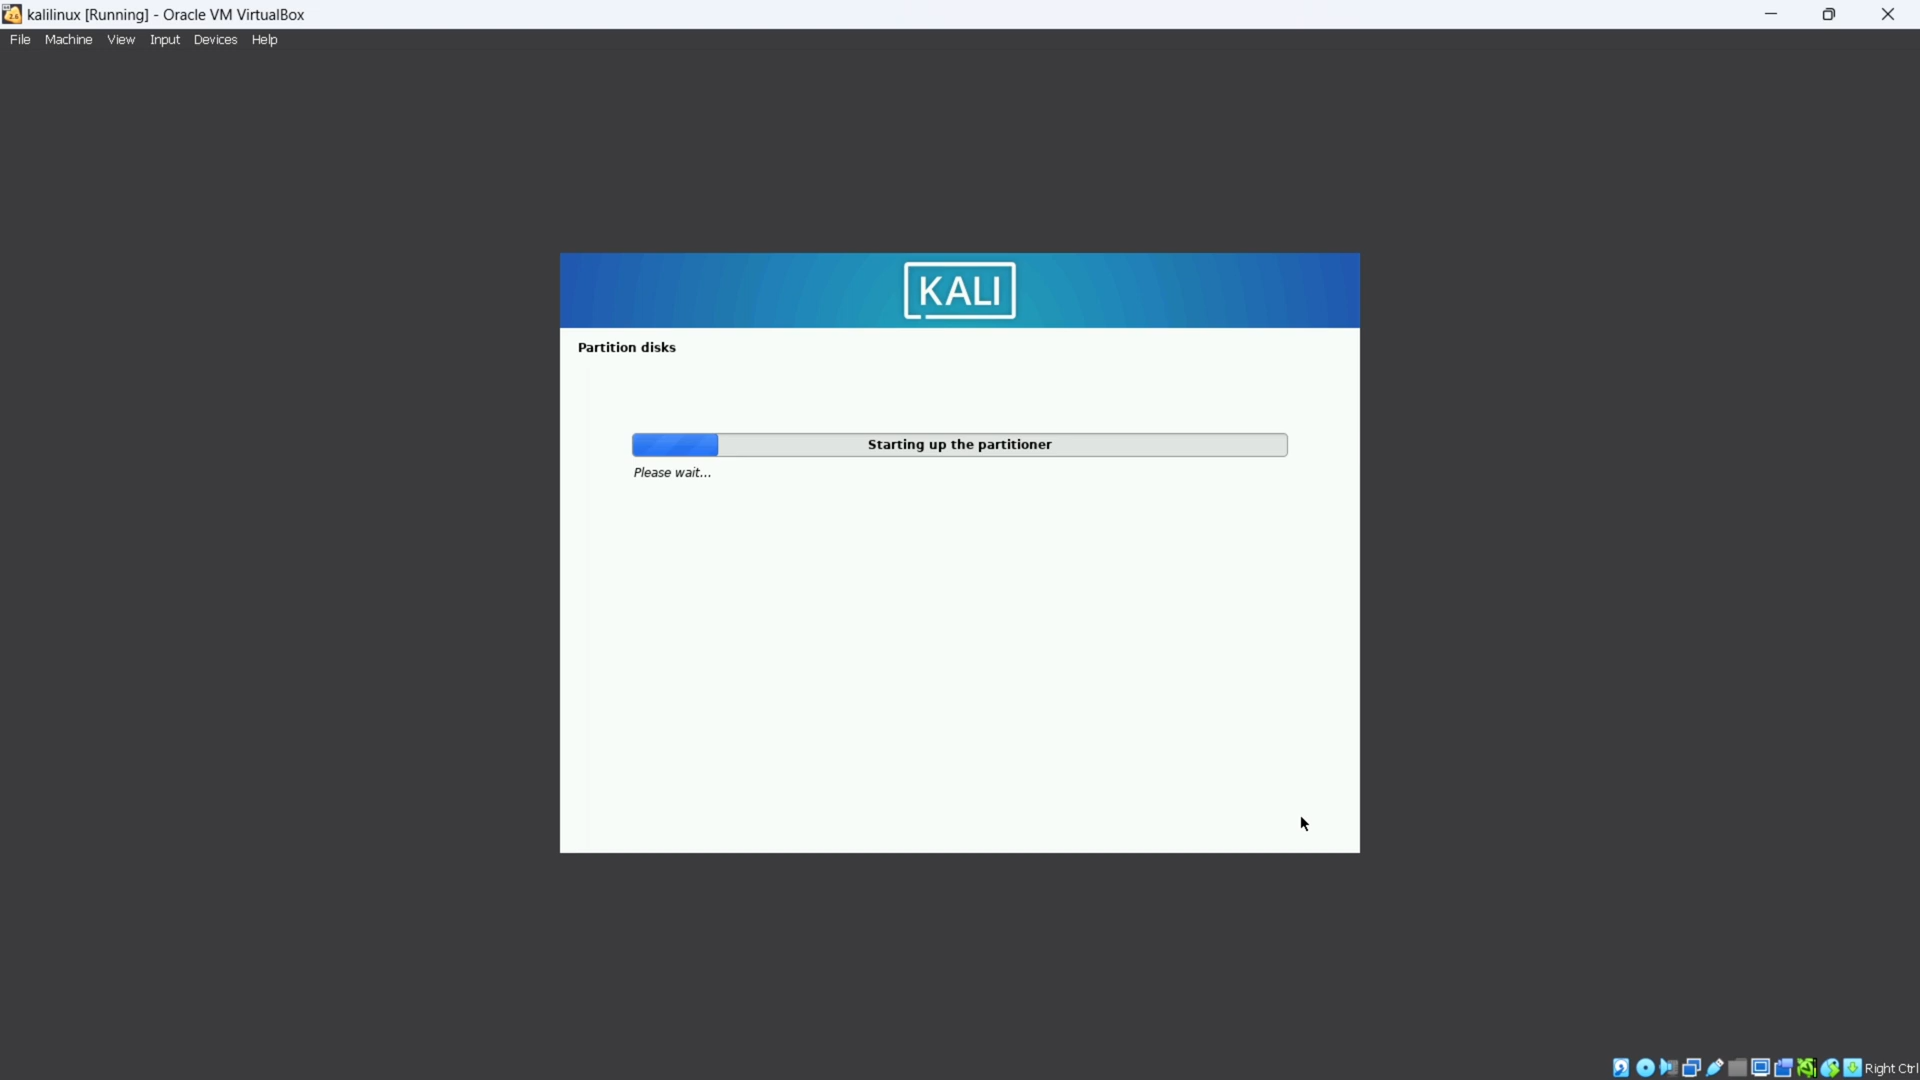 kalilinux [Running] - Oracle VM VirtualBox
File Machine View Input Devices Help
KALI
Partition disks
Starting up the partitioner
Please wait...
Right Ctrl